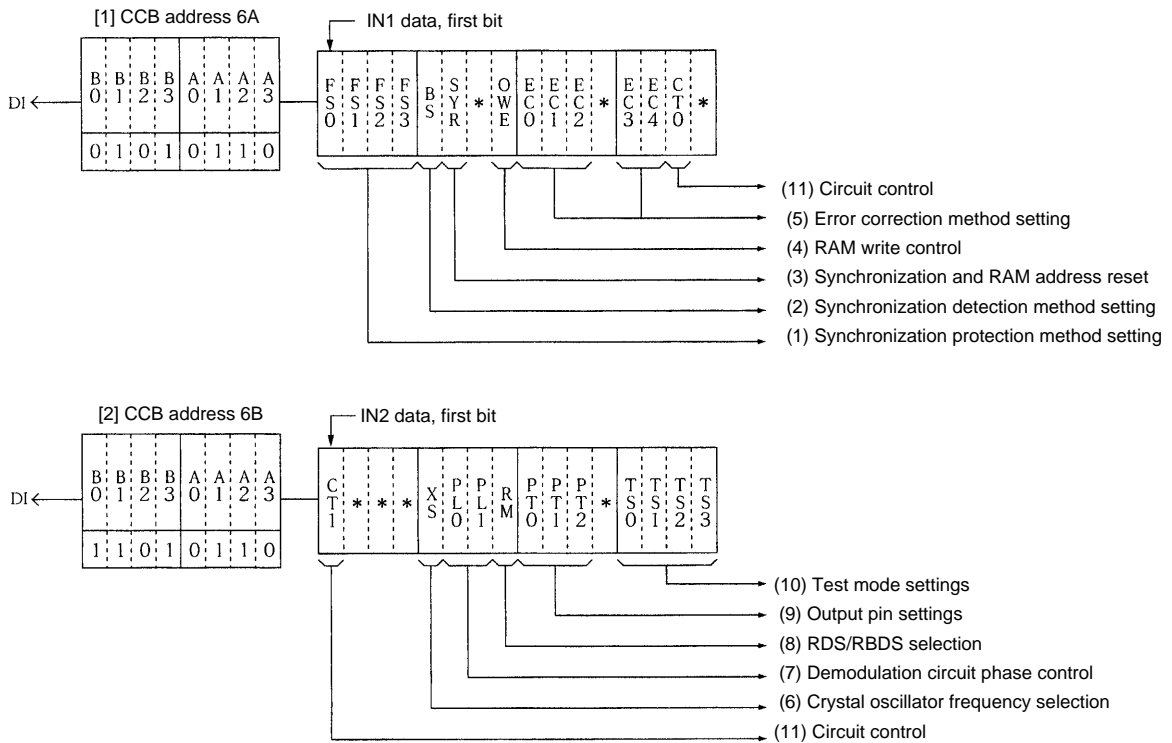 [1] CCB address 6A
IN1 data, first bit
DI
B0 B1 B2 B3 A0 A1 A2 A3
FS0 FS1 FS2 FS3 BS SYR * OWE EC0 EC1 EC2 * EC3 EC4 CT0 *
0 1 0 1 0 1 1 0
(11) Circuit control
(5) Error correction method setting
(4) RAM write control
(3) Synchronization and RAM address reset
(2) Synchronization detection method setting
(1) Synchronization protection method setting
[2] CCB address 6B
IN2 data, first bit
DI
B0 B1 B2 B3 A0 A1 A2 A3
CT1 * * * XS PL0 PL1 RM PT0 PT1 PT2 * TS0 TS1 TS2 TS3
1 1 0 1 0 1 1 0
(10) Test mode settings
(9) Output pin settings
(8) RDS/RBDS selection
(7) Demodulation circuit phase control
(6) Crystal oscillator frequency selection
(11) Circuit control